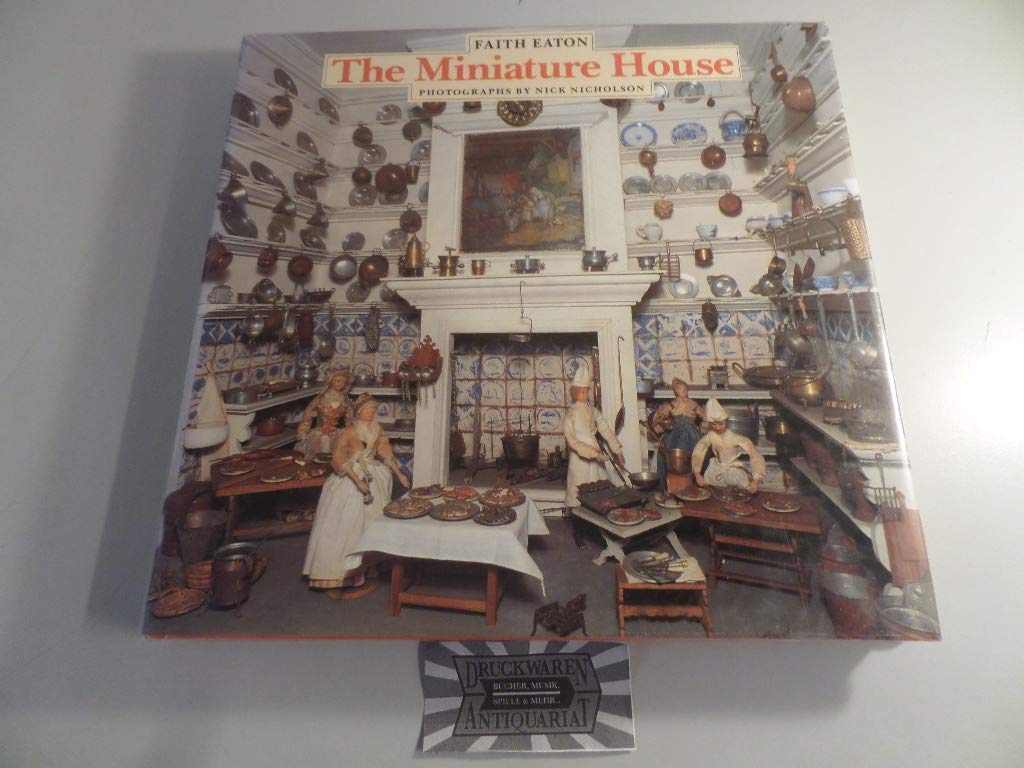 FAITH EATON
The Miniature House
PHOTOGRAPHS BY NICK NICHOLSON
DRUCKWAREN
BÜCHER, MUSIK,
SPIELE & MEHR...
ANTIQUARIAT